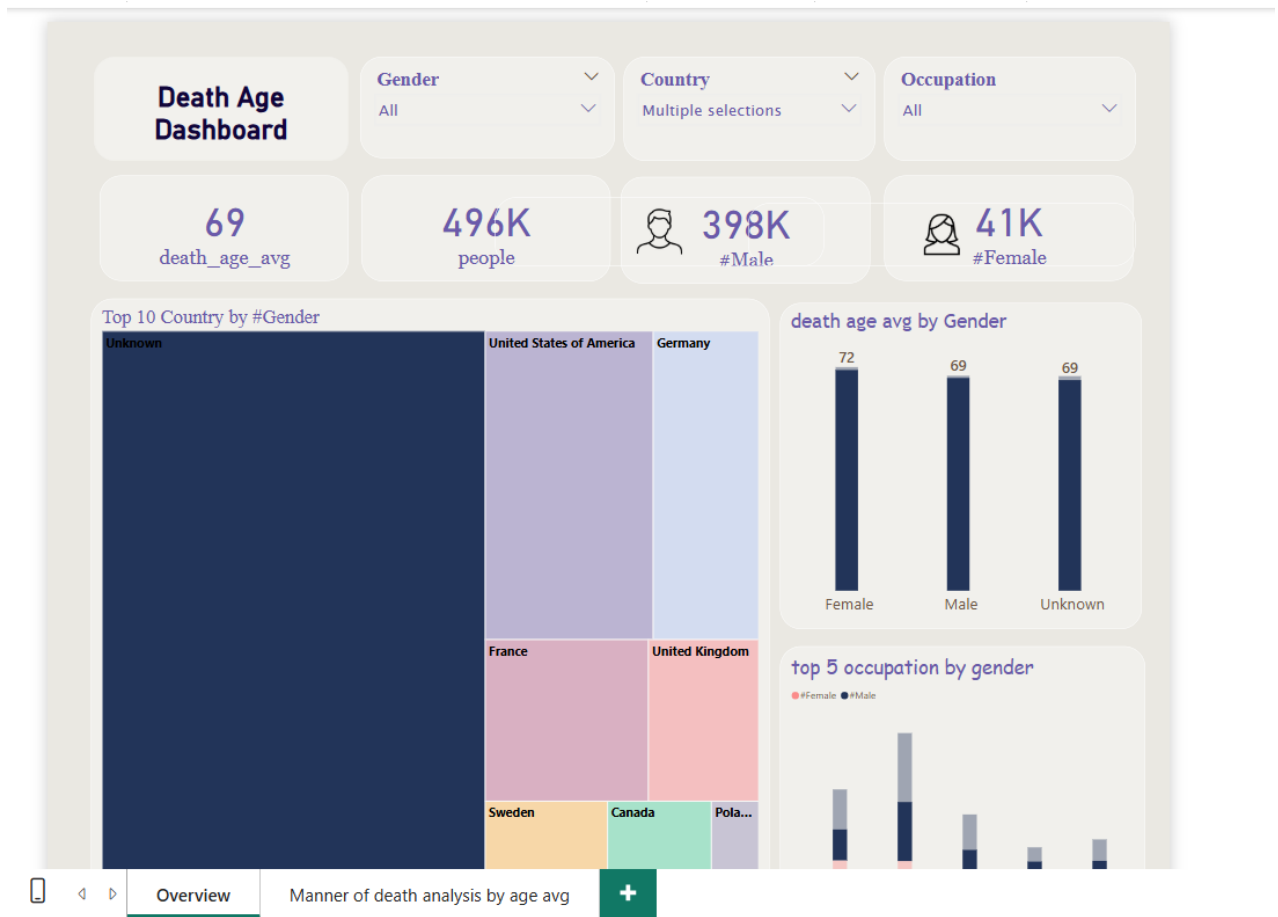 Death Age
Dashboard
Gender
All
Country
Multiple selections
Occupation
All
69
death_age_avg
496K
people
398K
#Male
41K
#Female
Top 10 Country by #Gender
Unknown
United States of America
Germany
France
United Kingdom
Sweden
Canada
Pola...
death age avg by Gender
72
69
69
Female
Male
Unknown
top 5 occupation by gender
#Female #Male
Overview
Manner of death analysis by age avg
+